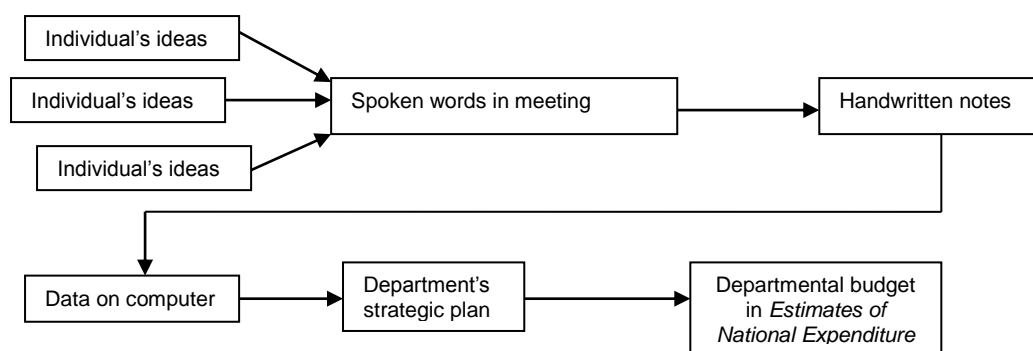 Individual’s ideas
Individual’s ideas
Spoken words in meeting
Handwritten notes
Individual’s ideas
Data on computer
Department’s
strategic plan
Departmental budget
in Estimates of
National Expenditure